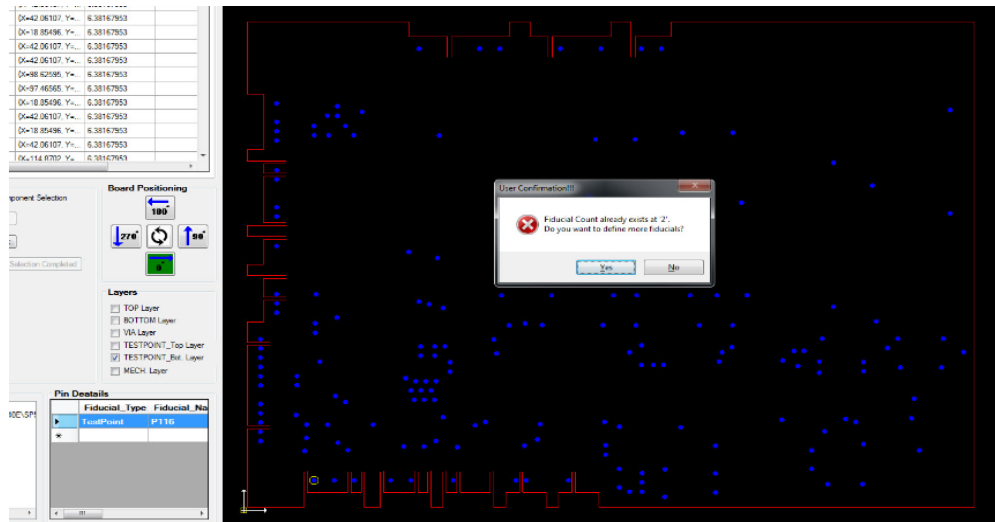 (X=42.06107, Y=... 6.38167953
(X=18.85496, Y=... 6.38167953
(X=42.06107, Y=... 6.38167953
(X=42.06107, Y=... 6.38167953
(X=98.62595, Y=... 6.38167953
(X=97.46565, Y=... 6.38167953
(X=18.85496, Y=... 6.38167953
(X=42.06107, Y=... 6.38167953
(X=18.85496, Y=... 6.38167953
(X=42.06107, Y=... 6.38167953
(X=114.8702, Y=... 6.38167953
Board Positioning
Selection
180°
270°
90°
Selection Completed
0°
Layers
TOP Layer
BOTTOM Layer
VIA Layer
TESTPOINT_Top Layer
TESTPOINT_Bot. Layer
MECH. Layer
Pin Deatails
Fiducial_Type Fiducial_Na
TestPoint P116
User Confirmation!!!
Fiducial Count already exists at '2'.
Do you want to define more fiducials?
Yes
No